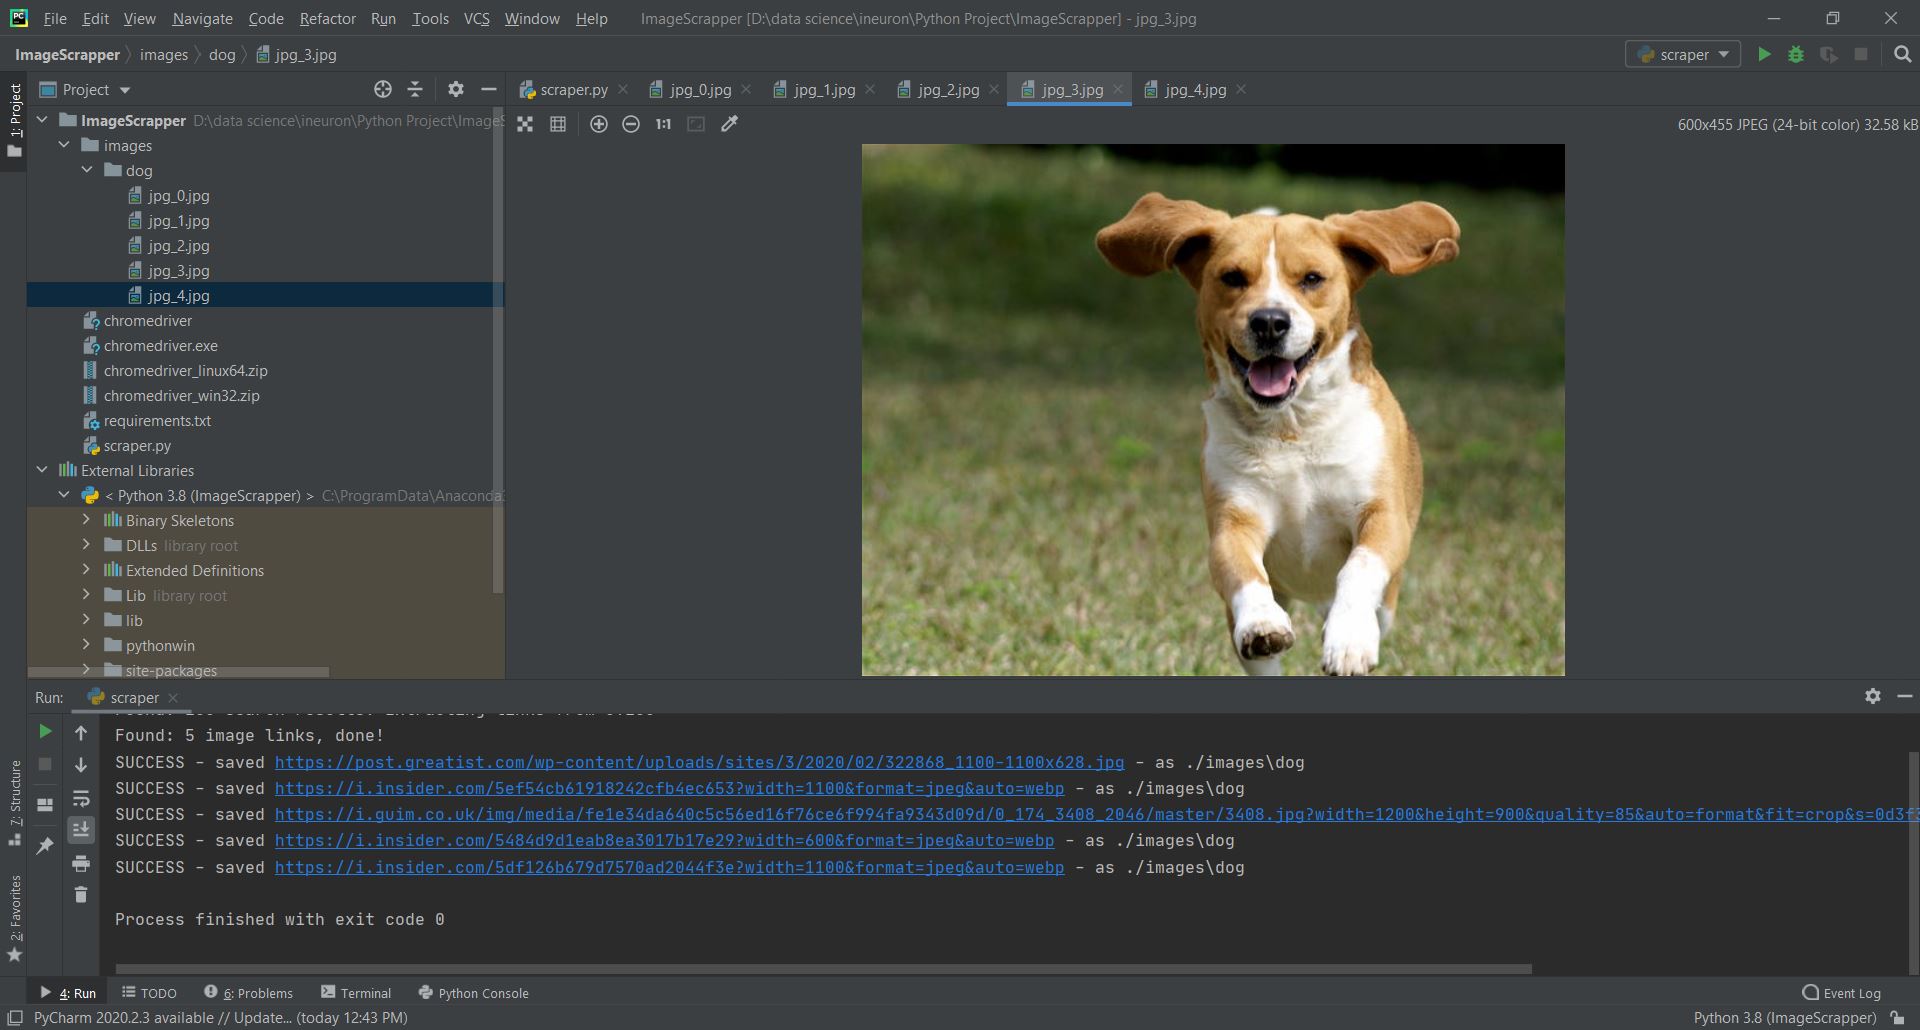 PC File Edit View Navigate Code Refactor Run Tools VCS Window Help ImageScrapper [D:\data science\ineuron\Python Project\ImageScrapper] - jpg_3.jpg
ImageScrapper images dog jpg_3.jpg scraper
1: Project
Project
scraper.py jpg_0.jpg jpg_1.jpg jpg_2.jpg jpg_3.jpg jpg_4.jpg
1:1 600x455 JPEG (24-bit color) 32.58 kB
ImageScrapper D:\data science\ineuron\Python Project\Image
images
dog
jpg_0.jpg
jpg_1.jpg
jpg_2.jpg
jpg_3.jpg
jpg_4.jpg
chromedriver
chromedriver.exe
chromedriver_linux64.zip
chromedriver_win32.zip
requirements.txt
scraper.py
External Libraries
< Python 3.8 (ImageScrapper) > C:\ProgramData\Anaconda
Binary Skeletons
DLLs library root
Extended Definitions
Lib library root
lib
pythonwin
site-packages
Run: scraper
Found: 5 image links, done!
SUCCESS - saved https://post.greatist.com/wp-content/uploads/sites/3/2020/02/322868_1100-1100x628.jpg - as ./images\dog
SUCCESS - saved https://i.insider.com/5ef54cb61918242cfb4ec653?width=1100&format=jpeg&auto=webp - as ./images\dog
SUCCESS - saved https://i.guim.co.uk/img/media/fe1e34da640c5c56ed16f76ce6f994fa9343d09d/0_174_3408_2046/master/3408.jpg?width=1200&height=900&quality=85&auto=format&fit=crop&s=0d3f3
SUCCESS - saved https://i.insider.com/5484d9d1eab8ea3017b17e29?width=600&format=jpeg&auto=webp - as ./images\dog
SUCCESS - saved https://i.insider.com/5df126b679d7570ad2044f3e?width=1100&format=jpeg&auto=webp - as ./images\dog
Process finished with exit code 0
7: Structure
2: Favorites
4: Run TODO 6: Problems Terminal Python Console Event Log
PyCharm 2020.2.3 available // Update... (today 12:43 PM) Python 3.8 (ImageScrapper)